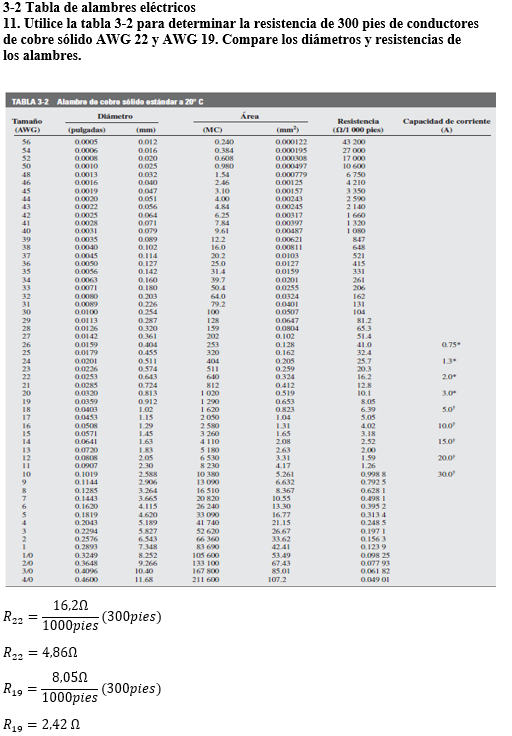 3-2 Tabla de alambres eléctricos
11. Utilice la tabla 3-2 para determinar la resistencia de 300 pies de conductores
de cobre sólido AWG 22 y AWG 19. Compare los diámetros y resistencias de
los alambres.
TABLA 3-2 Alambre de cobre sólido estándar a 20° C
Diámetro Área
Tamaño Resistencia Capacidad de corriente
(AWG) (pulgadas) (mm) (MC) (mm²) (Ω/1 000 pies) (A)
56 0.0005 0.012 0.240 0.000122 43 200
54 0.0006 0.016 0.384 0.000195 27 000
52 0.0008 0.020 0.608 0.000308 17 000
50 0.0010 0.025 0.980 0.000497 10 600
48 0.0013 0.032 1.54 0.000779 6 750
46 0.0016 0.040 2.46 0.00125 4 210
45 0.0019 0.047 3.10 0.00157 3 350
44 0.0020 0.051 4.00 0.00243 2 590
43 0.0022 0.056 4.84 0.00245 2 140
42 0.0025 0.064 6.25 0.00317 1 660
41 0.0028 0.071 7.84 0.00397 1 320
40 0.0031 0.079 9.61 0.00487 1 080
39 0.0035 0.089 12.2 0.00621 847
38 0.0040 0.102 16.0 0.00811 648
37 0.0045 0.114 20.2 0.0103 521
36 0.0050 0.127 25.0 0.0127 415
35 0.0056 0.142 31.4 0.0159 331
34 0.0063 0.160 39.7 0.0201 261
33 0.0071 0.180 50.4 0.0255 206
32 0.0080 0.203 64.0 0.0324 162
31 0.0089 0.226 79.2 0.0401 131
30 0.0100 0.254 100 0.0507 104
29 0.0113 0.287 128 0.0647 81.2
28 0.0126 0.320 159 0.0804 65.3
27 0.0142 0.361 202 0.102 51.4
26 0.0159 0.404 253 0.128 41.0 0.75*
25 0.0179 0.455 320 0.162 32.4
24 0.0201 0.511 404 0.205 25.7 1.3*
23 0.0226 0.574 511 0.259 20.3
22 0.0253 0.643 640 0.324 16.2 2.0*
21 0.0285 0.724 812 0.412 12.8
20 0.0320 0.813 1 020 0.519 10.1 3.0*
19 0.0359 0.912 1 290 0.653 8.05
18 0.0403 1.02 1 620 0.823 6.39 5.0†
17 0.0453 1.15 2 050 1.04 5.05
16 0.0508 1.29 2 580 1.31 4.02 10.0†
15 0.0571 1.45 3 260 1.65 3.18
14 0.0641 1.63 4 110 2.08 2.52 15.0†
13 0.0720 1.83 5 180 2.63 2.00
12 0.0808 2.05 6 530 3.31 1.59 20.0†
11 0.0907 2.30 8 230 4.17 1.26
10 0.1019 2.588 10 380 5.261 0.998 8 30.0†
9 0.1144 2.906 13 090 6.632 0.792 5
8 0.1285 3.264 16 510 8.367 0.628 1
7 0.1443 3.665 20 820 10.55 0.498 1
6 0.1620 4.115 26 240 13.30 0.395 2
5 0.1819 4.620 33 090 16.77 0.313 4
4 0.2043 5.189 41 740 21.15 0.248 5
3 0.2294 5.827 52 620 26.67 0.197 1
2 0.2576 6.543 66 360 33.62 0.156 3
1 0.2893 7.348 83 690 42.41 0.123 9
1/0 0.3249 8.252 105 600 53.49 0.098 25
2/0 0.3648 9.266 133 100 67.43 0.077 93
3/0 0.4096 10.40 167 800 85.01 0.061 82
4/0 0.4600 11.68 211 600 107.2 0.049 01
R₂₂ = 16,2Ω / 1000pies (300pies)
R₂₂ = 4,86Ω
R₁₉ = 8,05Ω / 1000pies (300pies)
R₁₉ = 2,42 Ω